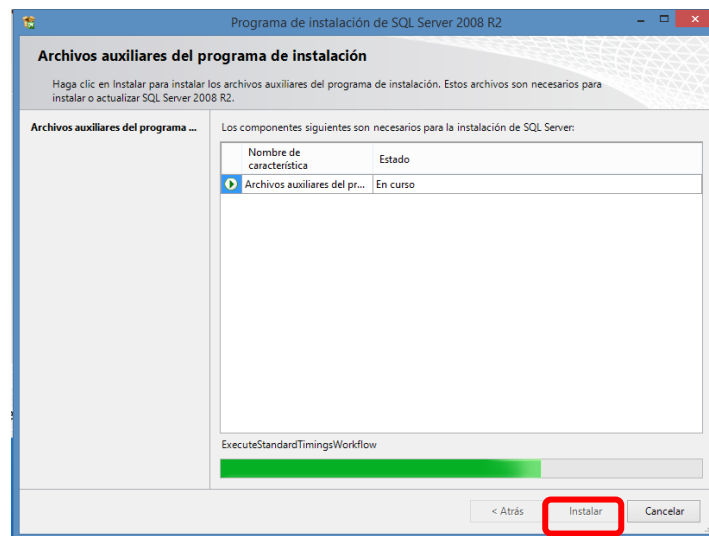 Programa de instalación de SQL Server 2008 R2
Archivos auxiliares del programa de instalación
Haga clic en Instalar para instalar los archivos auxiliares del programa de instalación. Estos archivos son necesarios para
instalar o actualizar SQL Server 2008 R2.
Archivos auxiliares del programa ...
Los componentes siguientes son necesarios para la instalación de SQL Server:
Nombre de
característica
Estado
Archivos auxiliares del pr...
En curso
ExecuteStandardTimingsWorkflow
< Atrás
Instalar
Cancelar